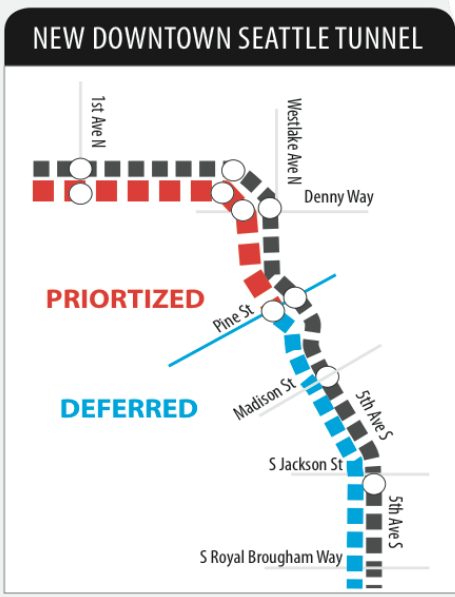 NEW DOWNTOWN SEATTLE TUNNEL
1st Ave N
Westlake Ave N
Denny Way
PRIORTIZED
Pine St
DEFERRED
Madison St
5th Ave S
S Jackson St
5th Ave S
S Royal Brougham Way